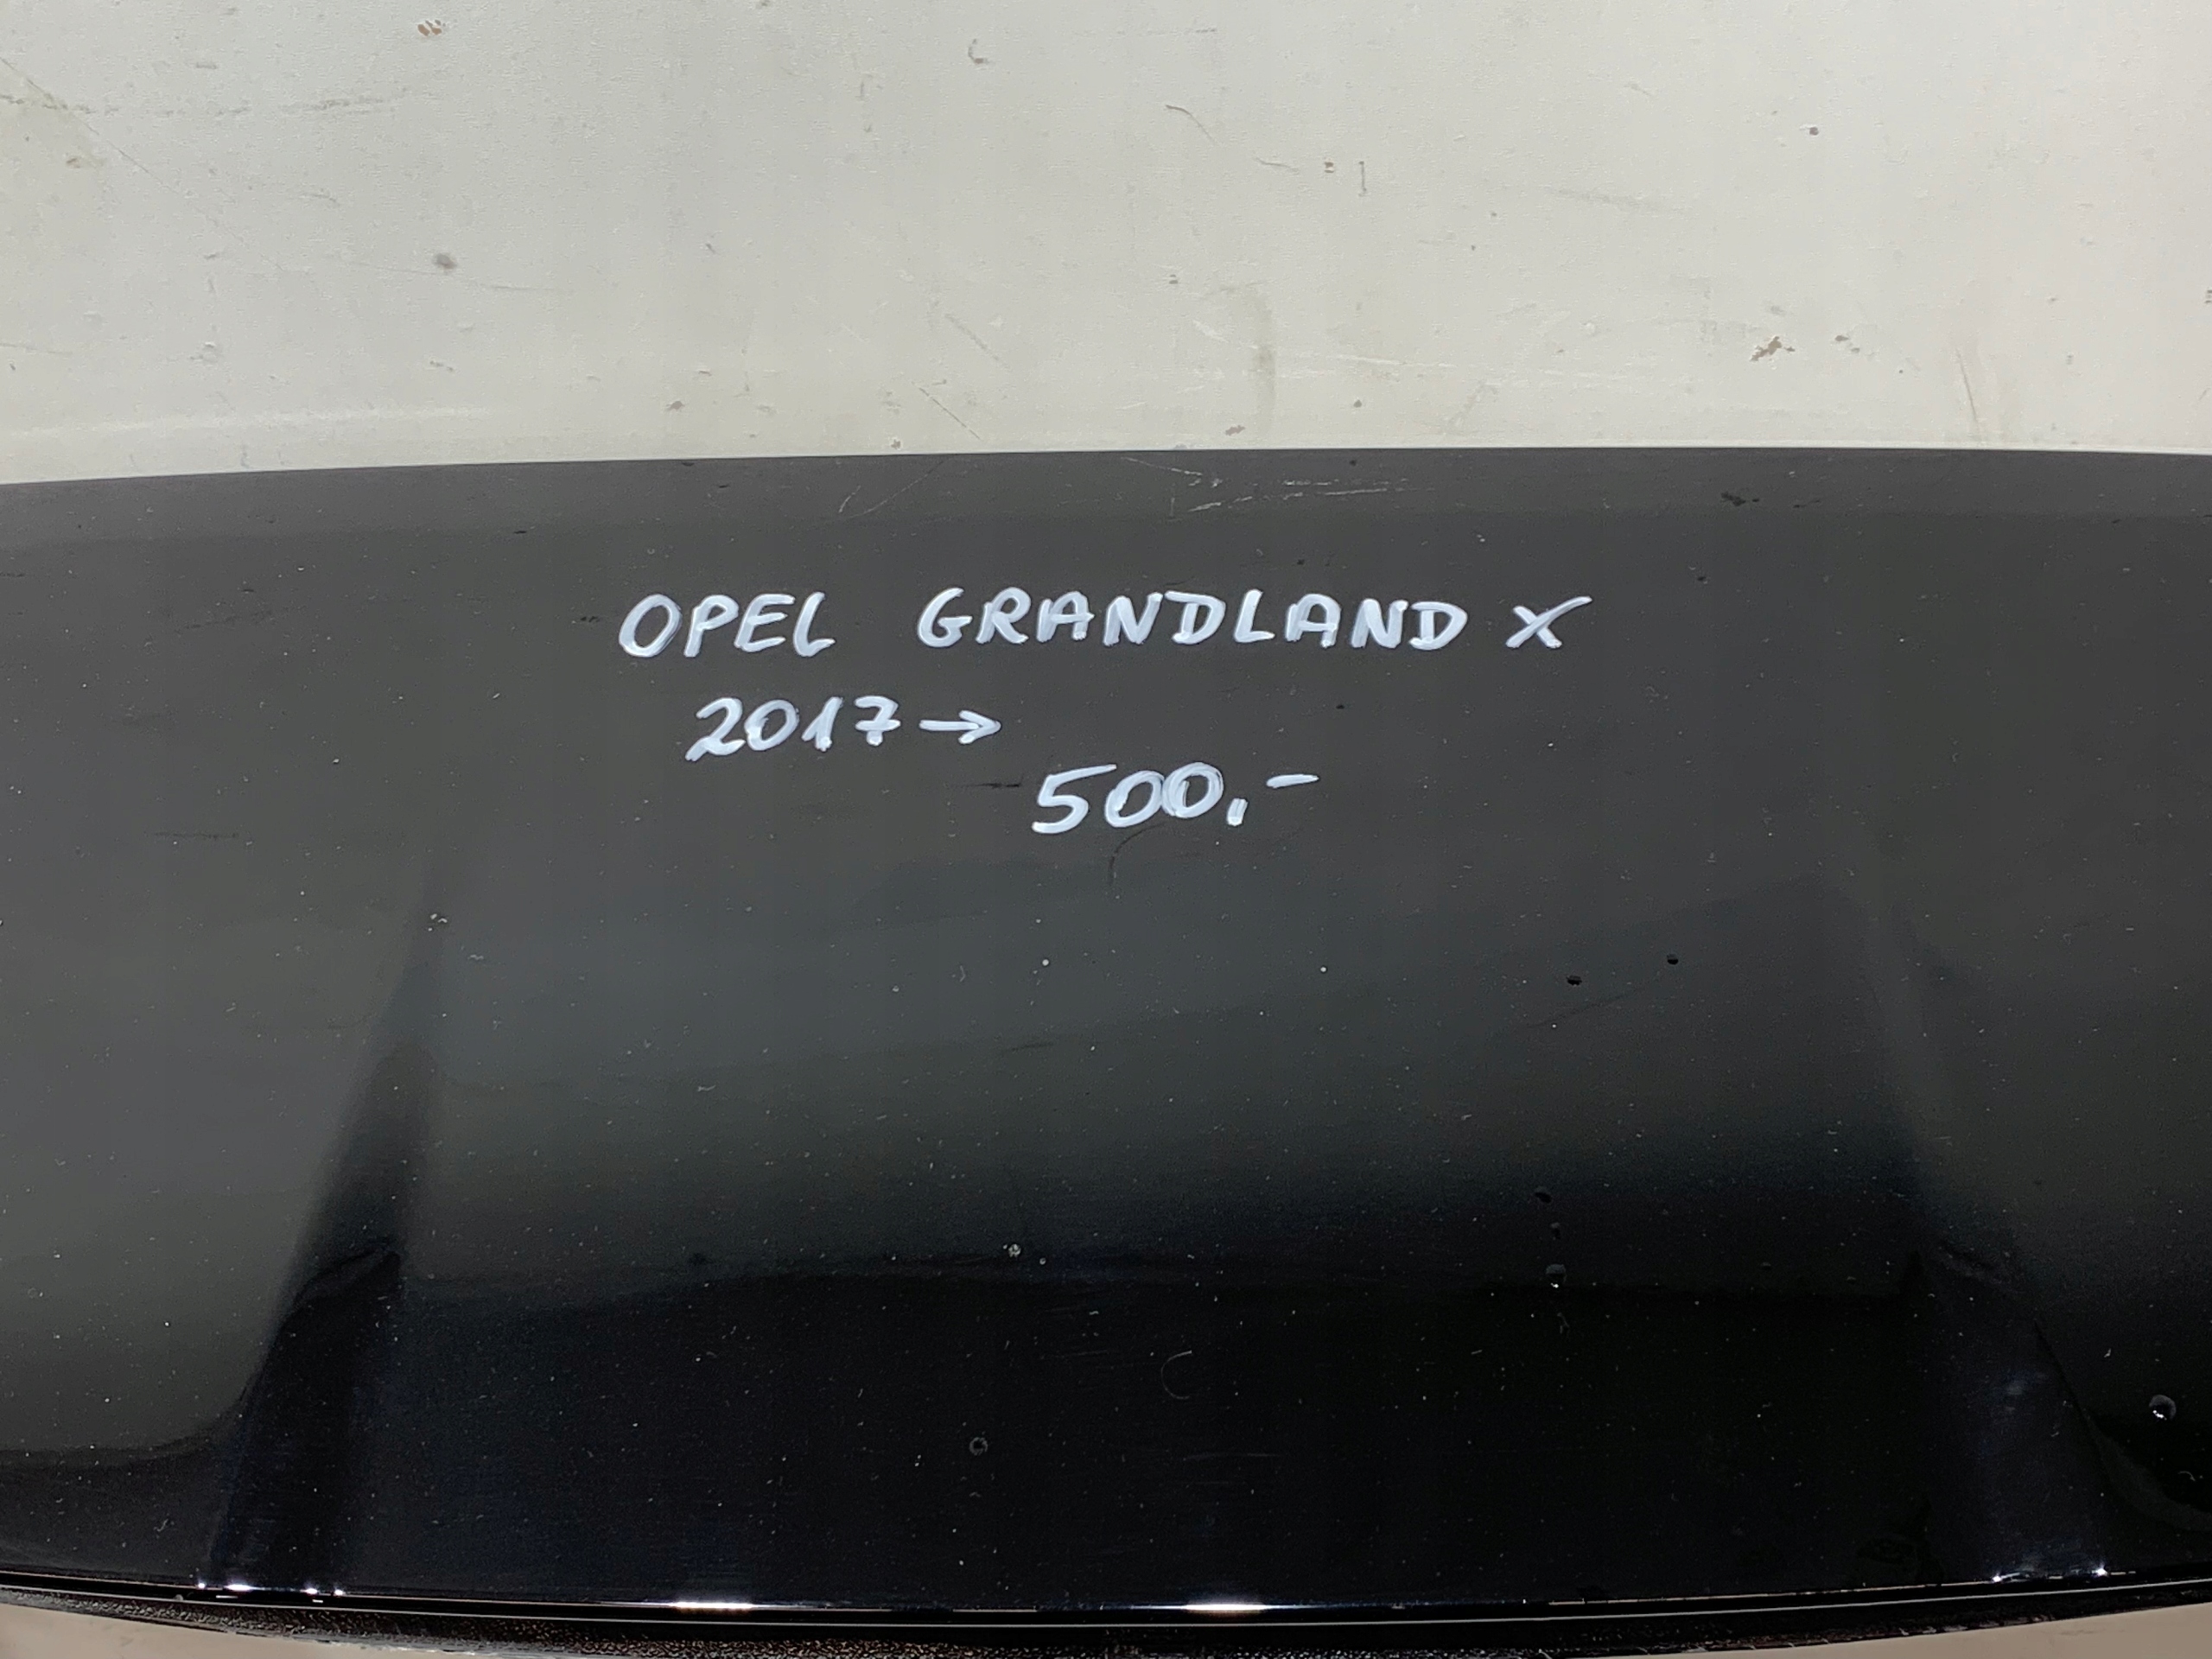 OPEL GRANDLAND X
2017→
500,-